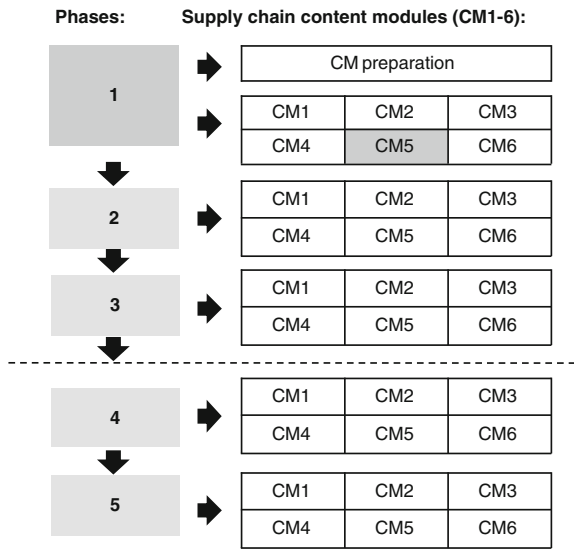 Phases: Supply chain content modules (CM1-6):
1
CM preparation
CM1 CM2 CM3
CM4 CM5 CM6
2
CM1 CM2 CM3
CM4 CM5 CM6
3
CM1 CM2 CM3
CM4 CM5 CM6
4
CM1 CM2 CM3
CM4 CM5 CM6
5
CM1 CM2 CM3
CM4 CM5 CM6